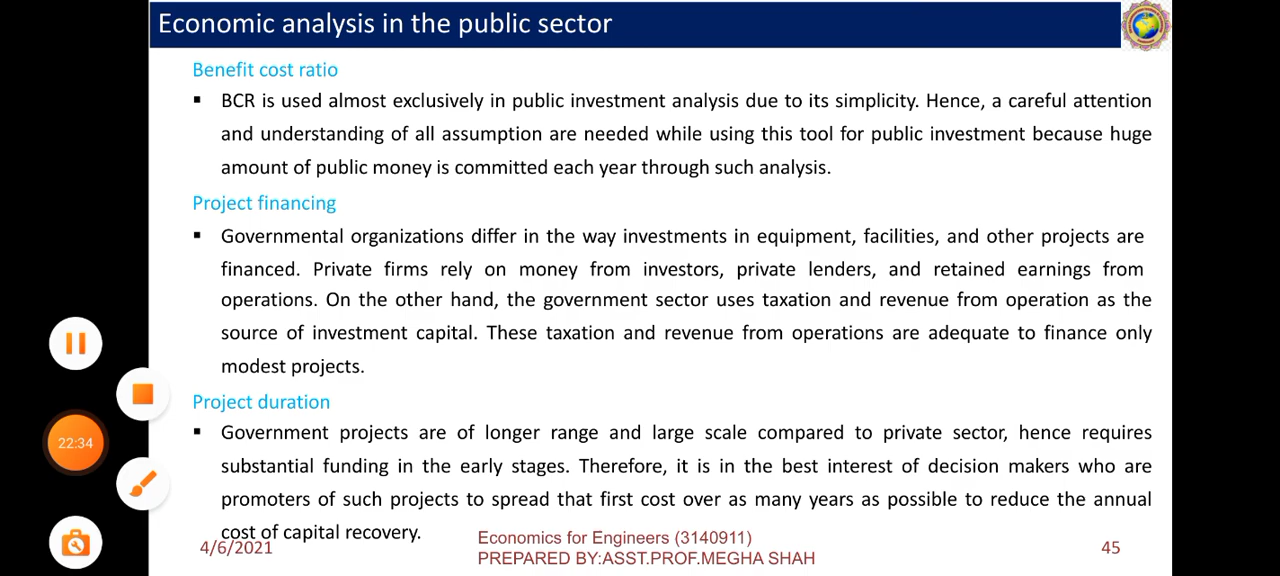 Economic analysis in the public sector
Benefit cost ratio
▪ BCR is used almost exclusively in public investment analysis due to its simplicity. Hence, a careful attention
and understanding of all assumption are needed while using this tool for public investment because huge
amount of public money is committed each year through such analysis.
Project financing
▪ Governmental organizations differ in the way investments in equipment, facilities, and other projects are
financed. Private firms rely on money from investors, private lenders, and retained earnings from
operations. On the other hand, the government sector uses taxation and revenue from operation as the
source of investment capital. These taxation and revenue from operations are adequate to finance only
modest projects.
Project duration
▪ Government projects are of longer range and large scale compared to private sector, hence requires
substantial funding in the early stages. Therefore, it is in the best interest of decision makers who are
promoters of such projects to spread that first cost over as many years as possible to reduce the annual
cost of capital recovery.
22:34
4/6/2021
Economics for Engineers (3140911)
PREPARED BY:ASST.PROF.MEGHA SHAH
45